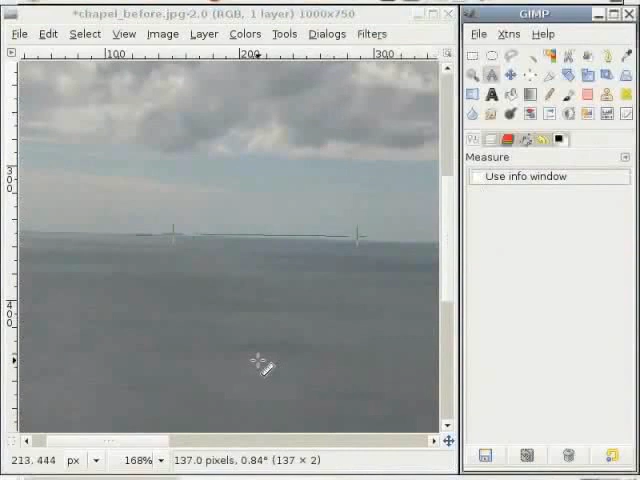 *chapel_before.jpg-2.0 (RGB, 1 layer) 1000x750
File Edit Select View Image Layer Colors Tools Dialogs Filters
100 200 300
300
400
213, 444 px 168% 137.0 pixels, 0.84° (137 × 2)
GIMP
File Xtns Help
Measure
Use info window